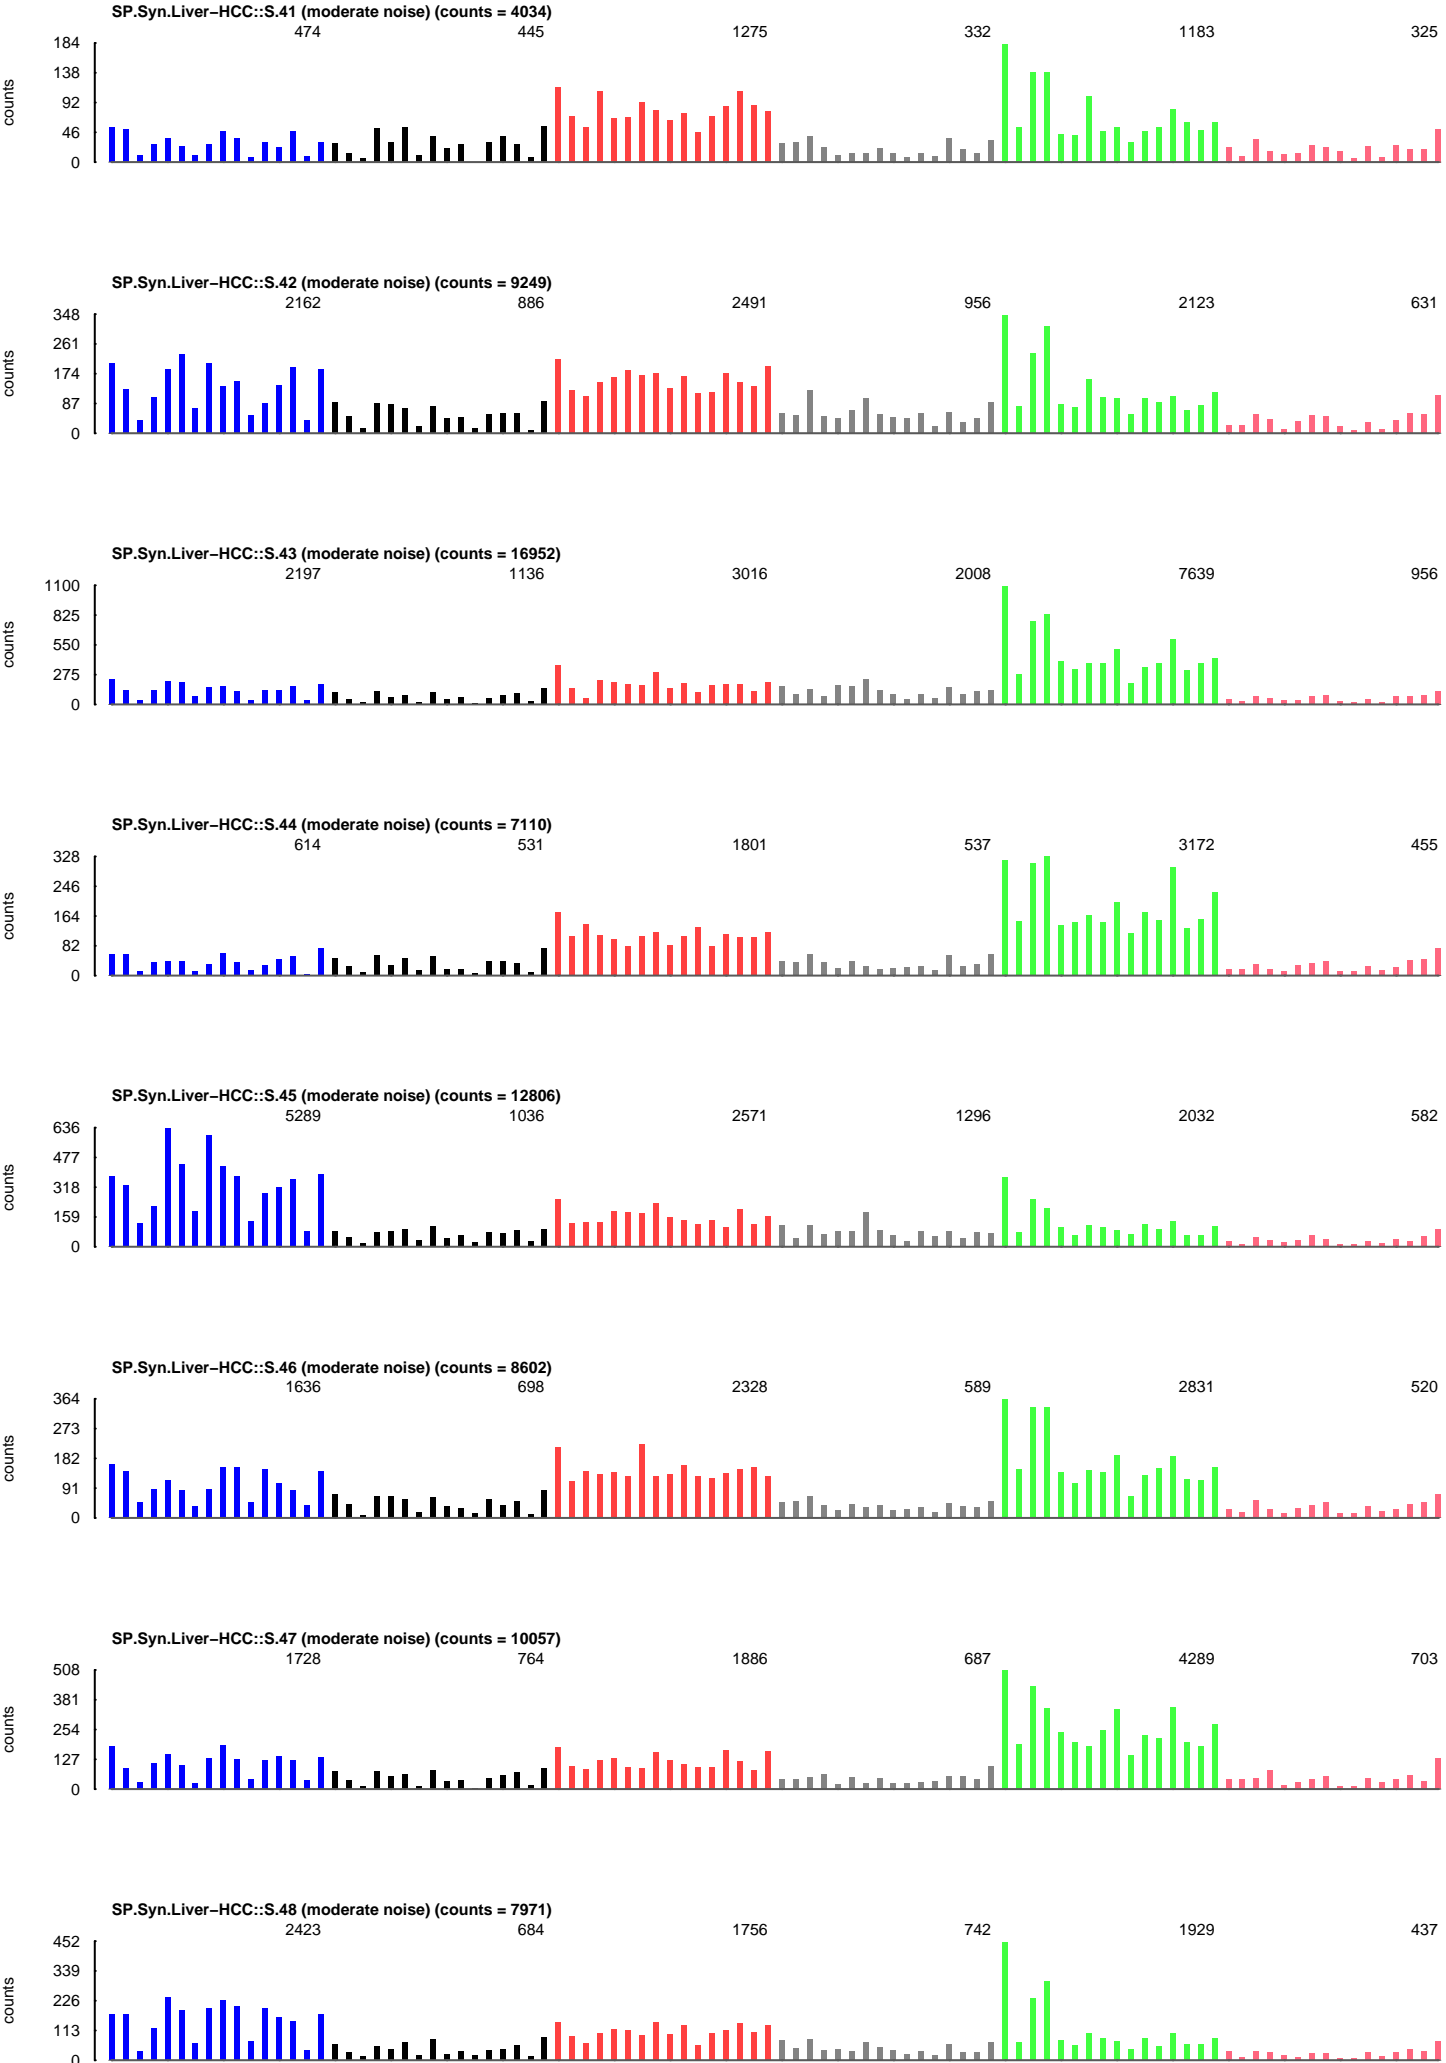 SP.Syn.Liver−HCC::S.41 (moderate noise) (counts = 4034)
474 445 1275 332 1183 325
184
138
92
46
0
counts
SP.Syn.Liver−HCC::S.42 (moderate noise) (counts = 9249)
2162 886 2491 956 2123 631
348
261
174
87
0
counts
SP.Syn.Liver−HCC::S.43 (moderate noise) (counts = 16952)
2197 1136 3016 2008 7639 956
1100
825
550
275
0
counts
SP.Syn.Liver−HCC::S.44 (moderate noise) (counts = 7110)
614 531 1801 537 3172 455
328
246
164
82
0
counts
SP.Syn.Liver−HCC::S.45 (moderate noise) (counts = 12806)
5289 1036 2571 1296 2032 582
636
477
318
159
0
counts
SP.Syn.Liver−HCC::S.46 (moderate noise) (counts = 8602)
1636 698 2328 589 2831 520
364
273
182
91
0
counts
SP.Syn.Liver−HCC::S.47 (moderate noise) (counts = 10057)
1728 764 1886 687 4289 703
508
381
254
127
0
counts
SP.Syn.Liver−HCC::S.48 (moderate noise) (counts = 7971)
2423 684 1756 742 1929 437
452
339
226
113
0
counts